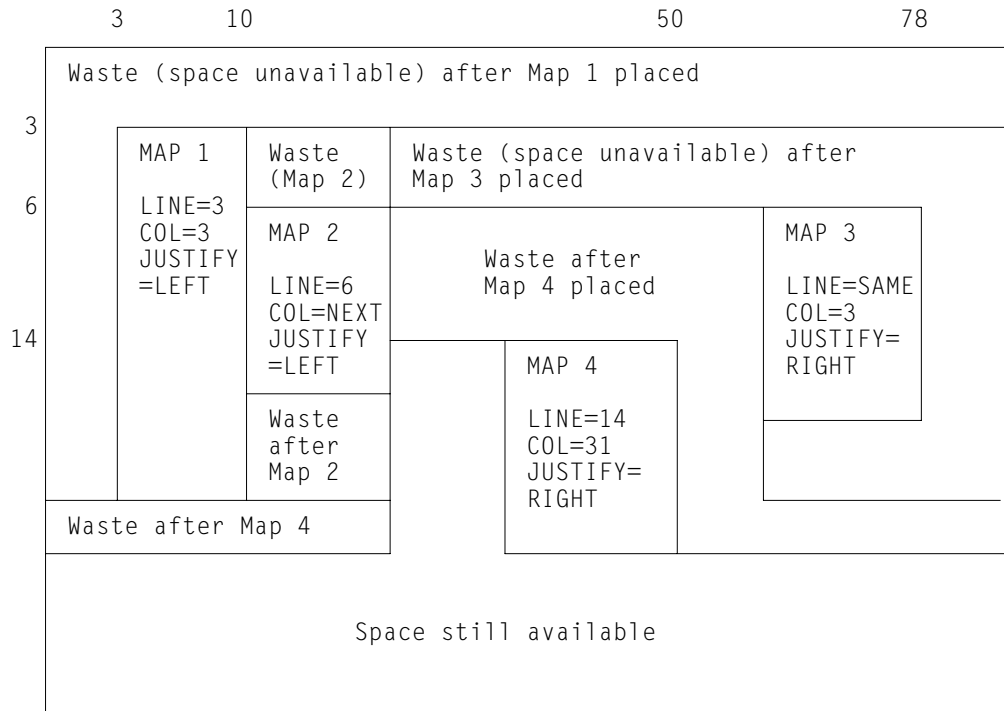 3 10 50 78
Waste (space unavailable) after Map 1 placed
3
MAP 1
LINE=3
COL=3
JUSTIFY
=LEFT
Waste
(Map 2)
Waste (space unavailable) after
Map 3 placed
6
MAP 2
LINE=6
COL=NEXT
JUSTIFY
=LEFT
Waste after
Map 4 placed
MAP 3
LINE=SAME
COL=3
JUSTIFY=
RIGHT
14
MAP 4
LINE=14
COL=31
JUSTIFY=
RIGHT
Waste
after
Map 2
Waste after Map 4
Space still available